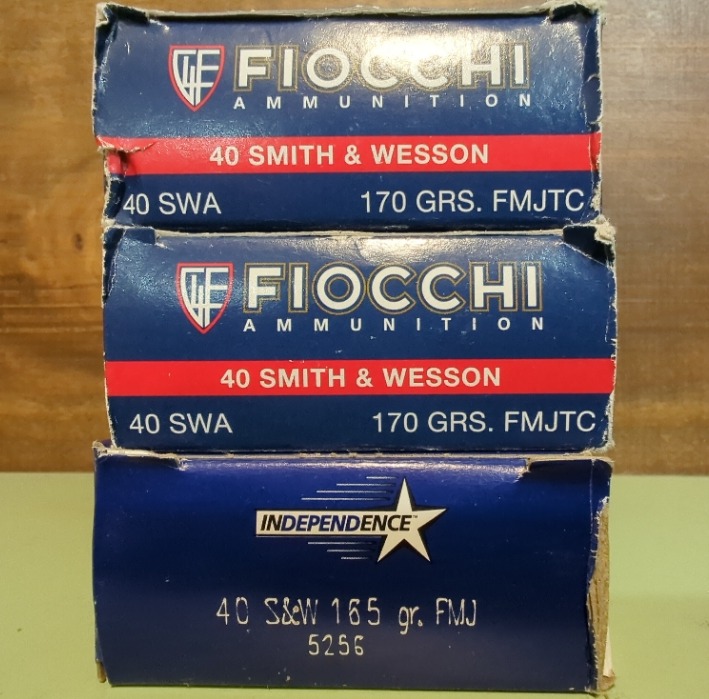 FIOCCHI
AMMUNITION
40 SMITH & WESSON
40 SWA 170 GRS. FMJTC
FIOCCHI
AMMUNITION
40 SMITH & WESSON
40 SWA 170 GRS. FMJTC
INDEPENDENCE™
40 S&W 165 gr. FMJ
5256